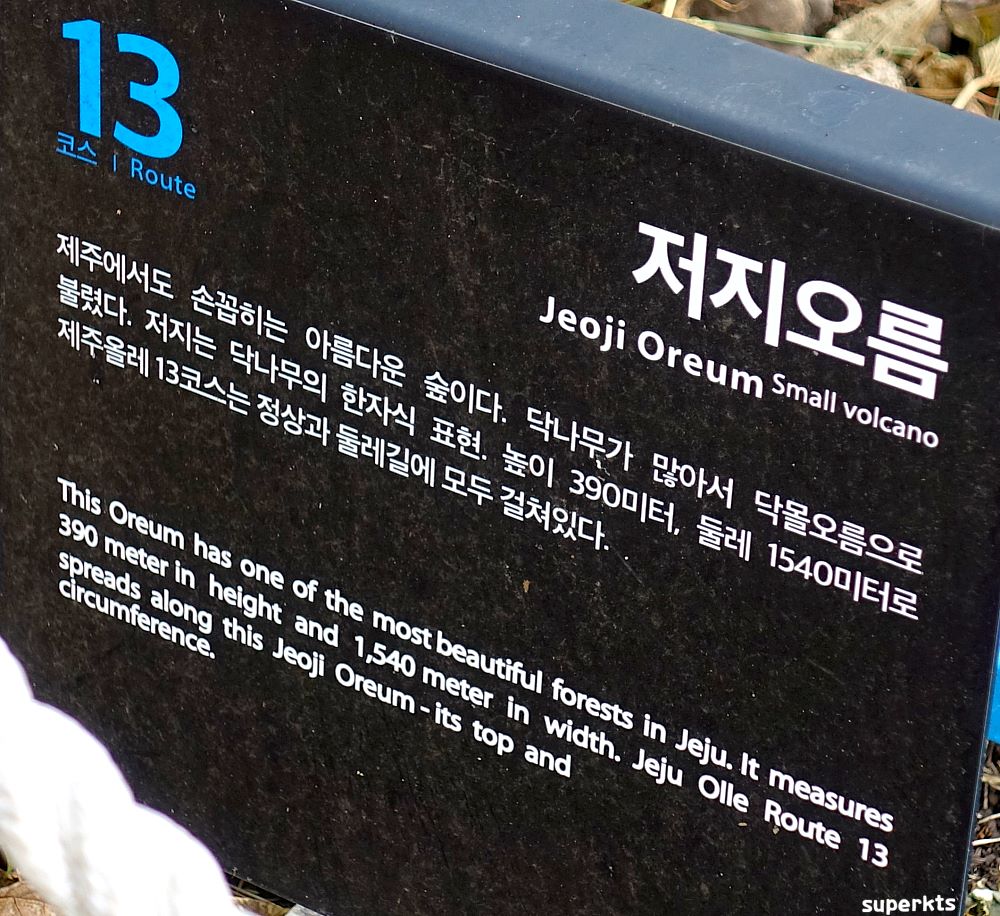 13
코스 | Route
저지오름
Jeoji Oreum Small volcano
제주에서도 손꼽히는 아름다운 숲이다. 닥나무가 많아서 닥몰오름으로
불렸다. 저지는 닥나무의 한자식 표현. 높이 390미터, 둘레 1540미터로
제주올레 13코스는 정상과 둘레길에 모두 걸쳐있다.
This Oreum has one of the most beautiful forests in Jeju. It measures
390 meter in height and 1,540 meter in width. Jeju Olle Route 13
spreads along this Jeoji Oreum - its top and
circumference.
superkts